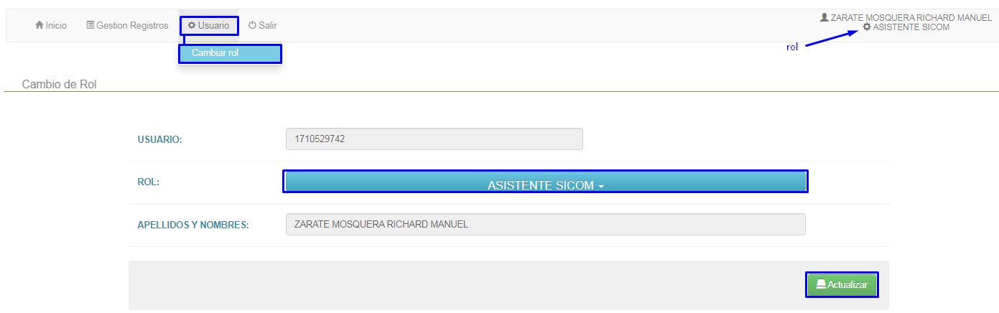 Inicio Gestion Registros Usuario Salir
ZARATE MOSQUERA RICHARD MANUEL
ASISTENTE SICOM
rol
Cambiar rol
Cambio de Rol
USUARIO: 1710529742
ROL: ASISTENTE SICOM
APELLIDOS Y NOMBRES: ZARATE MOSQUERA RICHARD MANUEL
Actualizar